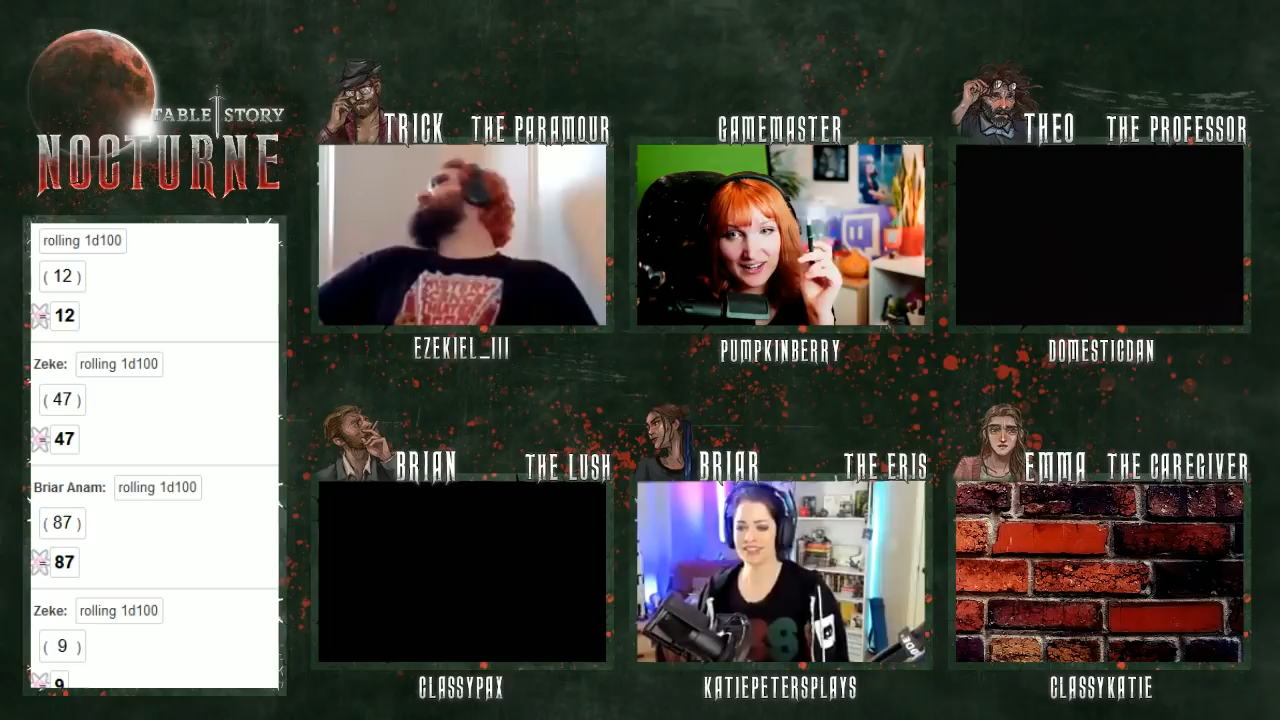 TABLE STORY
NOCTURNE
rolling 1d100
( 12 )
= 12
Zeke: rolling 1d100
( 47 )
= 47
Briar Anam: rolling 1d100
( 87 )
= 87
Zeke: rolling 1d100
( 9 )
= 9
TRICK THE PARAMOUR
EZEKIEL_III
GAMEMASTER
PUMPKINBERRY
THEO THE PROFESSOR
DOMESTICDAN
BRIAN THE LUSH
CLASSYPAX
BRIAR THE ERIS
KATIEPETERSPLAYS
EMMA THE CAREGIVER
CLASSYKATIE